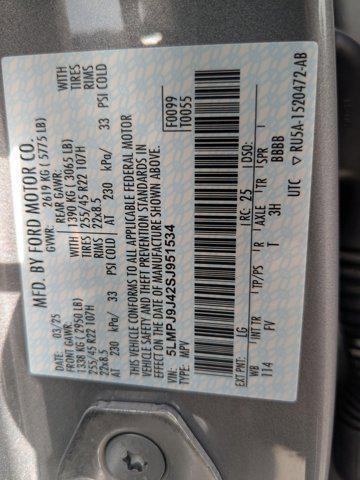 MFD. BY FORD MOTOR CO.
03/25 GVWR: 2619 KG ( 5775 LB)
FRONT GAWR: REAR GAWR:
1338 KG ( 2950 LB) WITH 1390 KG ( 3065 LB) WITH
255/45 R22 107H TIRES 255/45 R22 107H TIRES
22x8.5 RIMS 22x8.5 RIMS
AT 230 kPa/ 33 PSI COLD AT 230 kPa/ 33 PSI COLD
THIS VEHICLE CONFORMS TO ALL APPLICABLE FEDERAL MOTOR
VEHICLE SAFETY AND THEFT PREVENTION STANDARDS IN
EFFECT ON THE DATE OF MANUFACTURE SHOWN ABOVE.
VIN: 5LMPJ9J42SJ951534 F0099
TYPE: MPV T0055
EXT PNT: LG RC: 25 DSO:
WB INT TR TP/PS R AXLE TR SPR
114 FV T 3H BBBB
UTC ▽ RU5A-1520472-AB